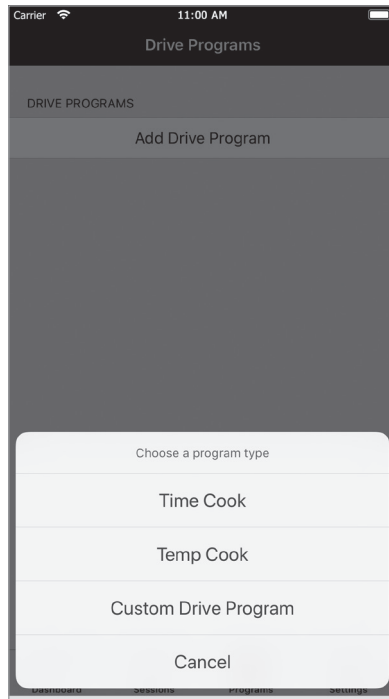 Carrier 11:00 AM
Drive Programs
DRIVE PROGRAMS
Add Drive Program
Choose a program type
Time Cook
Temp Cook
Custom Drive Program
Cancel
Dashboard Sessions Programs Settings